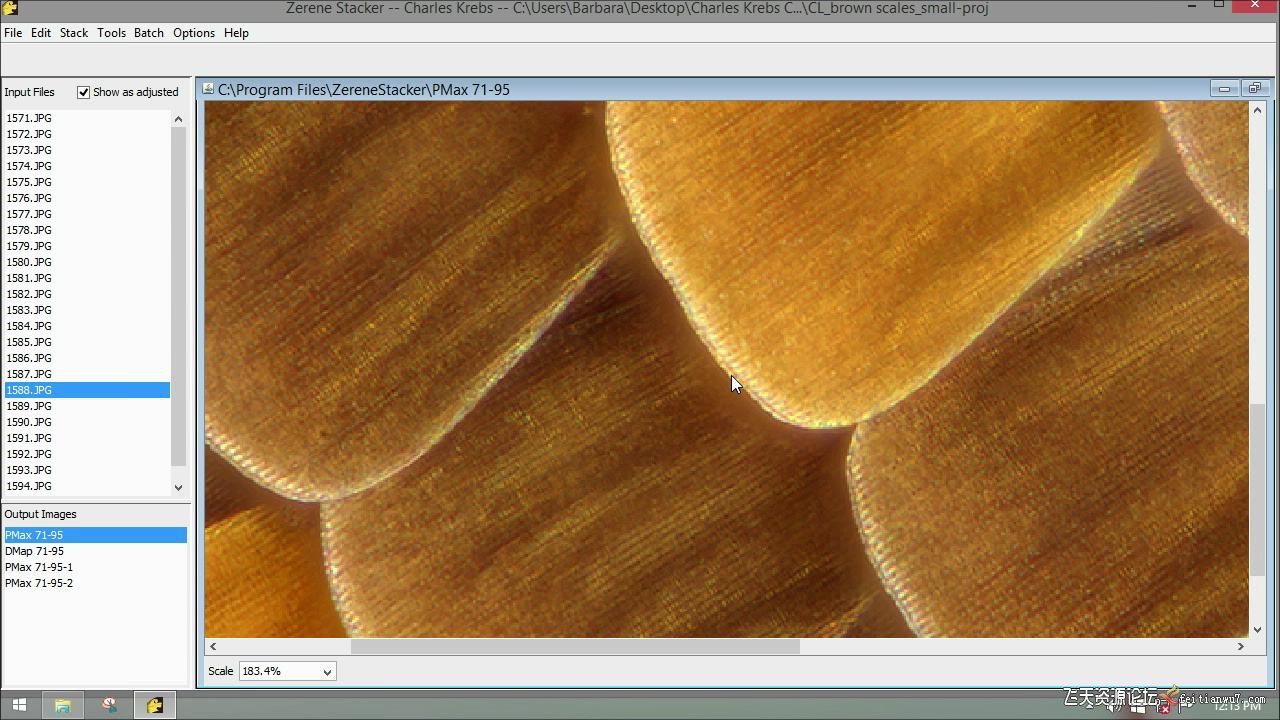 Zerene Stacker -- Charles Krebs -- C:\Users\Barbara\Desktop\Charles Krebs C...\CL_brown scales_small-proj
File Edit Stack Tools Batch Options Help
Input Files Show as adjusted
C:\Program Files\ZereneStacker\PMax 71-95
1571.JPG
1572.JPG
1573.JPG
1574.JPG
1575.JPG
1576.JPG
1577.JPG
1578.JPG
1579.JPG
1580.JPG
1581.JPG
1582.JPG
1583.JPG
1584.JPG
1585.JPG
1586.JPG
1587.JPG
1588.JPG
1589.JPG
1590.JPG
1591.JPG
1592.JPG
1593.JPG
1594.JPG
Output Images
PMax 71-95
DMap 71-95
PMax 71-95-1
PMax 71-95-2
Scale 183.4%
飞天资源论坛 feitianwu7.com
12:13 PM